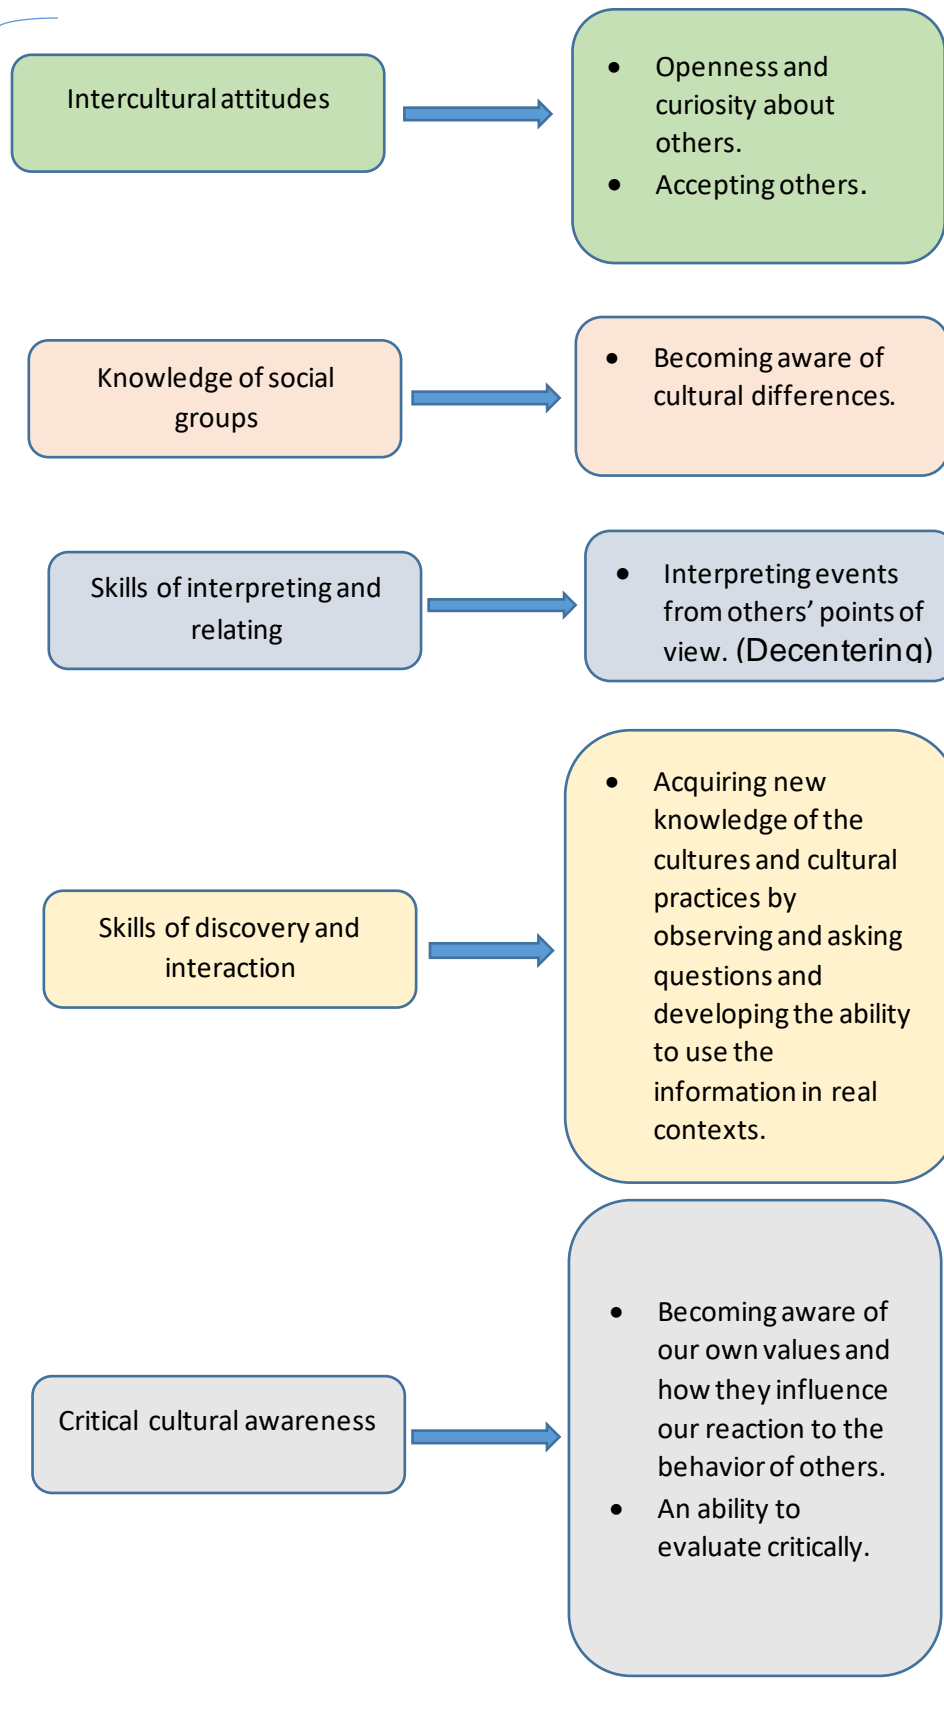 Intercultural attitudes
• Openness and
curiosity about
others.
• Accepting others.
Knowledge of social
groups
• Becoming aware of
cultural differences.
Skills of interpreting and
relating
• Interpreting events
from others’ points of
view. (Decentering)
Skills of discovery and
interaction
• Acquiring new
knowledge of the
cultures and cultural
practices by
observing and asking
questions and
developing the ability
to use the
information in real
contexts.
Critical cultural awareness
• Becoming aware of
our own values and
how they influence
our reaction to the
behavior of others.
• An ability to
evaluate critically.